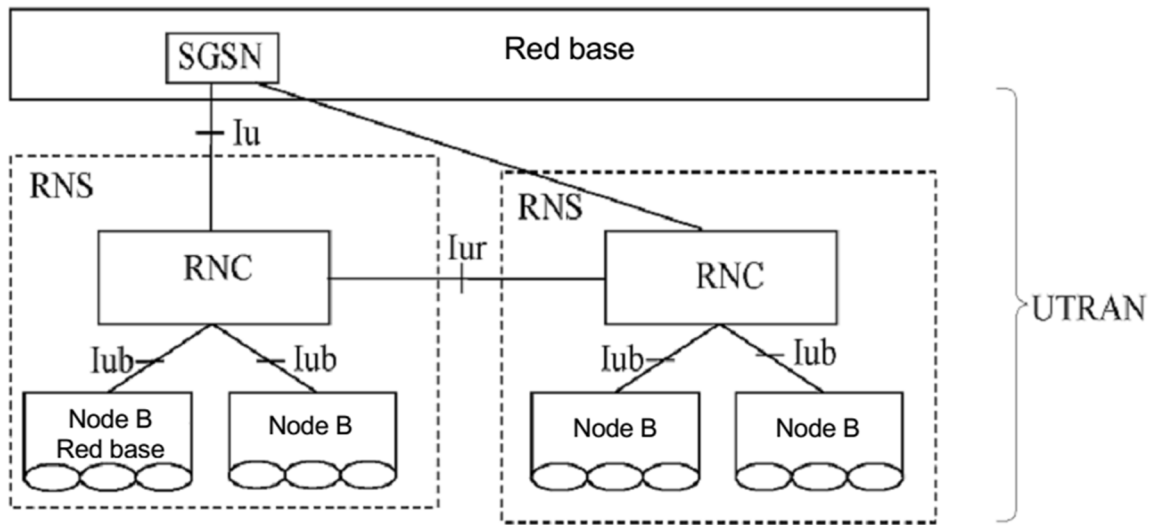 SGSN
Red base
Iu
RNS
RNS
Iur
RNC
RNC
UTRAN
Iub
Iub
Iub
Iub
Node B
Red base
Node B
Node B
Node B